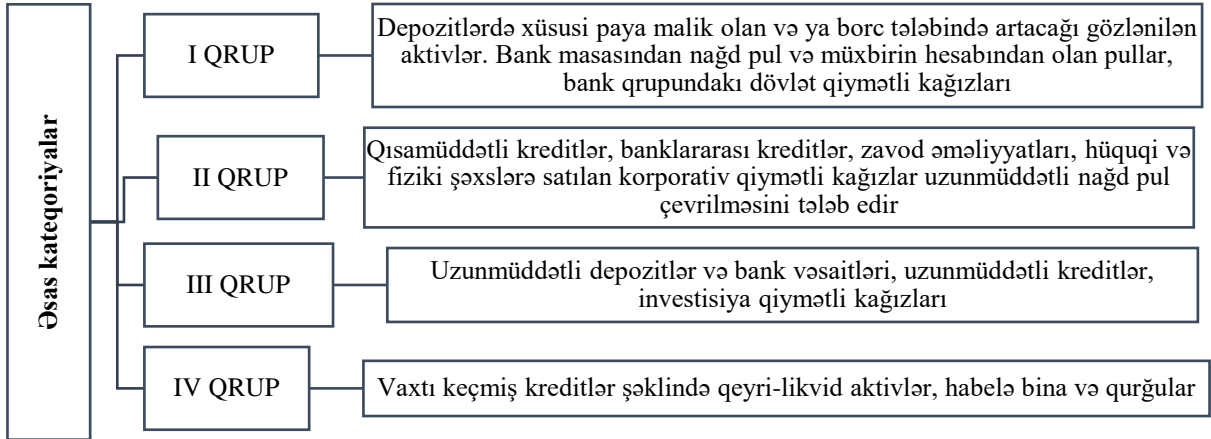 Əsas kateqoriyalar
I QRUP
Depozitlərdə xüsusi paya malik olan və ya borc tələbində artacağı gözlənilən
aktivlər. Bank masasından nağd pul və müxbirin hesabından olan pullar,
bank qrupundakı dövlət qiymətli kağızları
II QRUP
Qısamüddətli kreditlər, banklararası kreditlər, zavod əməliyyatları, hüquqi və
fiziki şəxslərə satılan korporativ qiymətli kağızlar uzunmüddətli nağd pul
çevrilməsini tələb edir
III QRUP
Uzunmüddətli depozitlər və bank vəsaitləri, uzunmüddətli kreditlər,
investisiya qiymətli kağızları
IV QRUP
Vaxtı keçmiş kreditlər şəklində qeyri-likvid aktivlər, habelə bina və qurğular